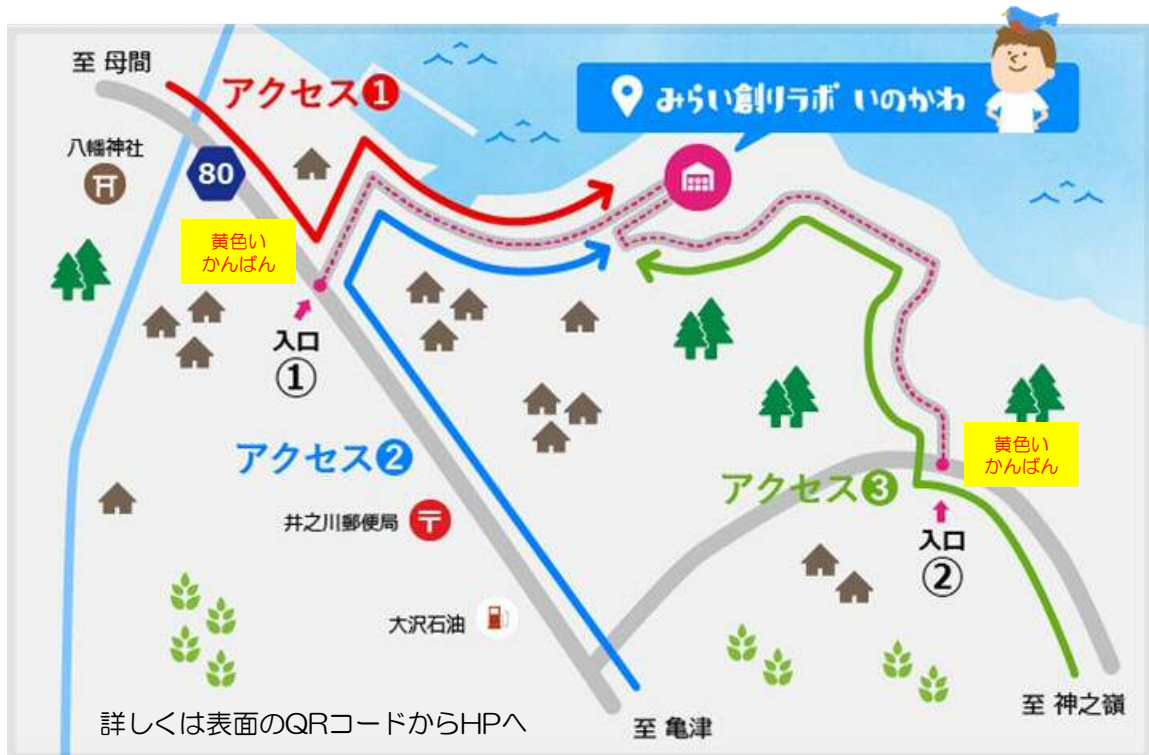 至 母間
アクセス❶
みらい創りラボ いのかわ
八幡神社
80
黄色い
かんばん
入口
①
アクセス❷
黄色い
かんばん
アクセス❸
井之川郵便局
入口
②
大沢石油
至 神之嶺
詳しくは表面のQRコードからHPへ
至 亀津